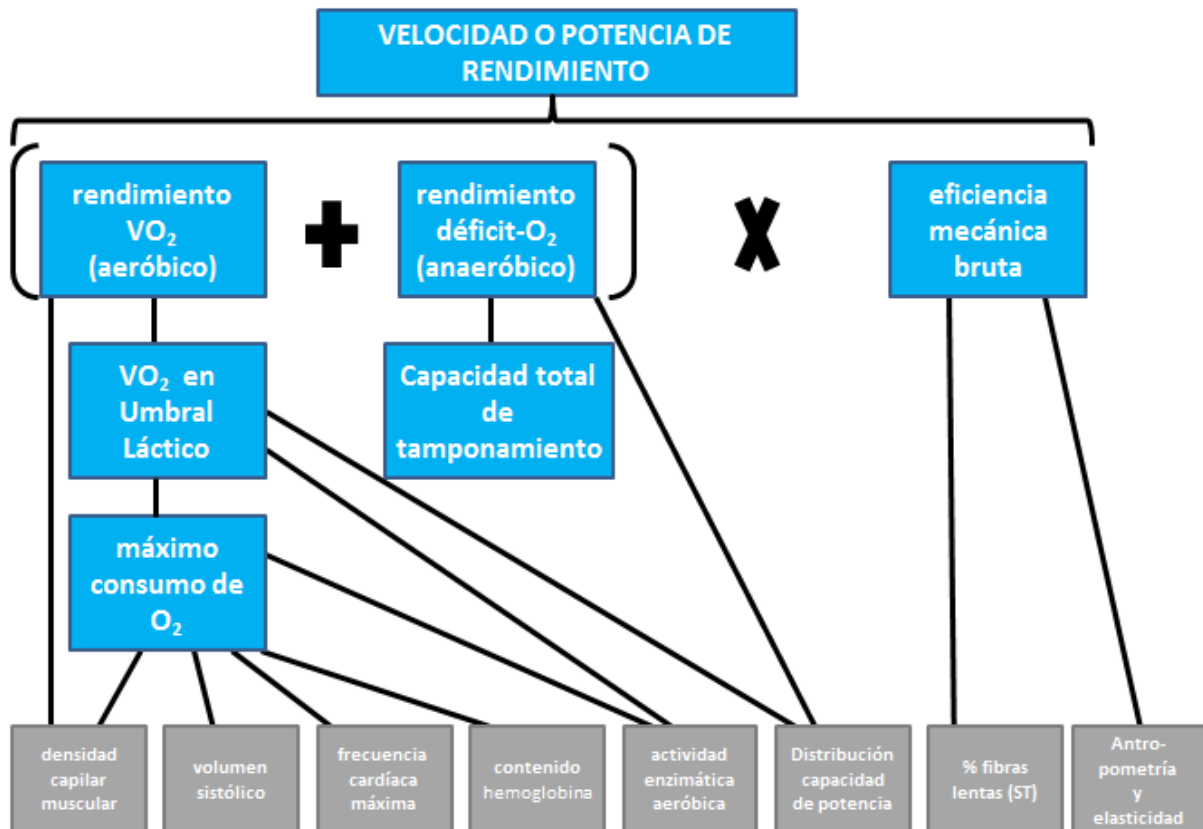 VELOCIDAD O POTENCIA DE
RENDIMIENTO
rendimiento
VO₂
(aeróbico)
rendimiento
déficit-O₂
(anaeróbico)
eficiencia
mecánica
bruta
VO₂ en
Umbral
Láctico
Capacidad total
de
tamponamiento
máximo
consumo de
O₂
densidad
capilar
muscular
volumen
sistólico
frecuencia
cardíaca
máxima
contenido
hemoglobina
actividad
enzimática
aeróbica
Distribución
capacidad
de potencia
% fibras
lentas (ST)
Antro-
pometría
y
elasticidad